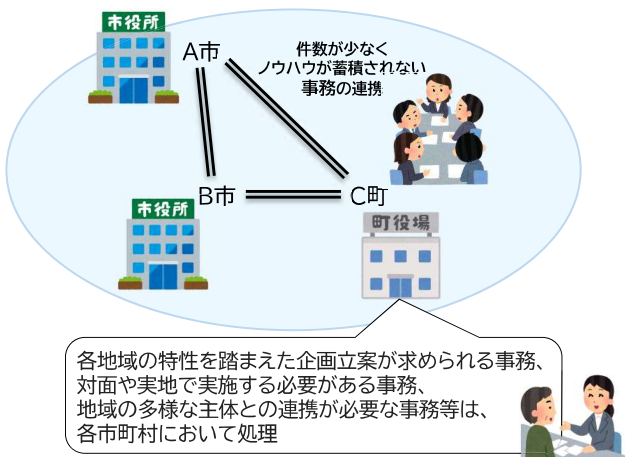 市役所
A市
件数が少なく
ノウハウが蓄積されない
事務の連携
B市
C町
市役所
町役場
各地域の特性を踏まえた企画立案が求められる事務、
対面や実地で実施する必要がある事務、
地域の多様な主体との連携が必要な事務等は、
各市町村において処理